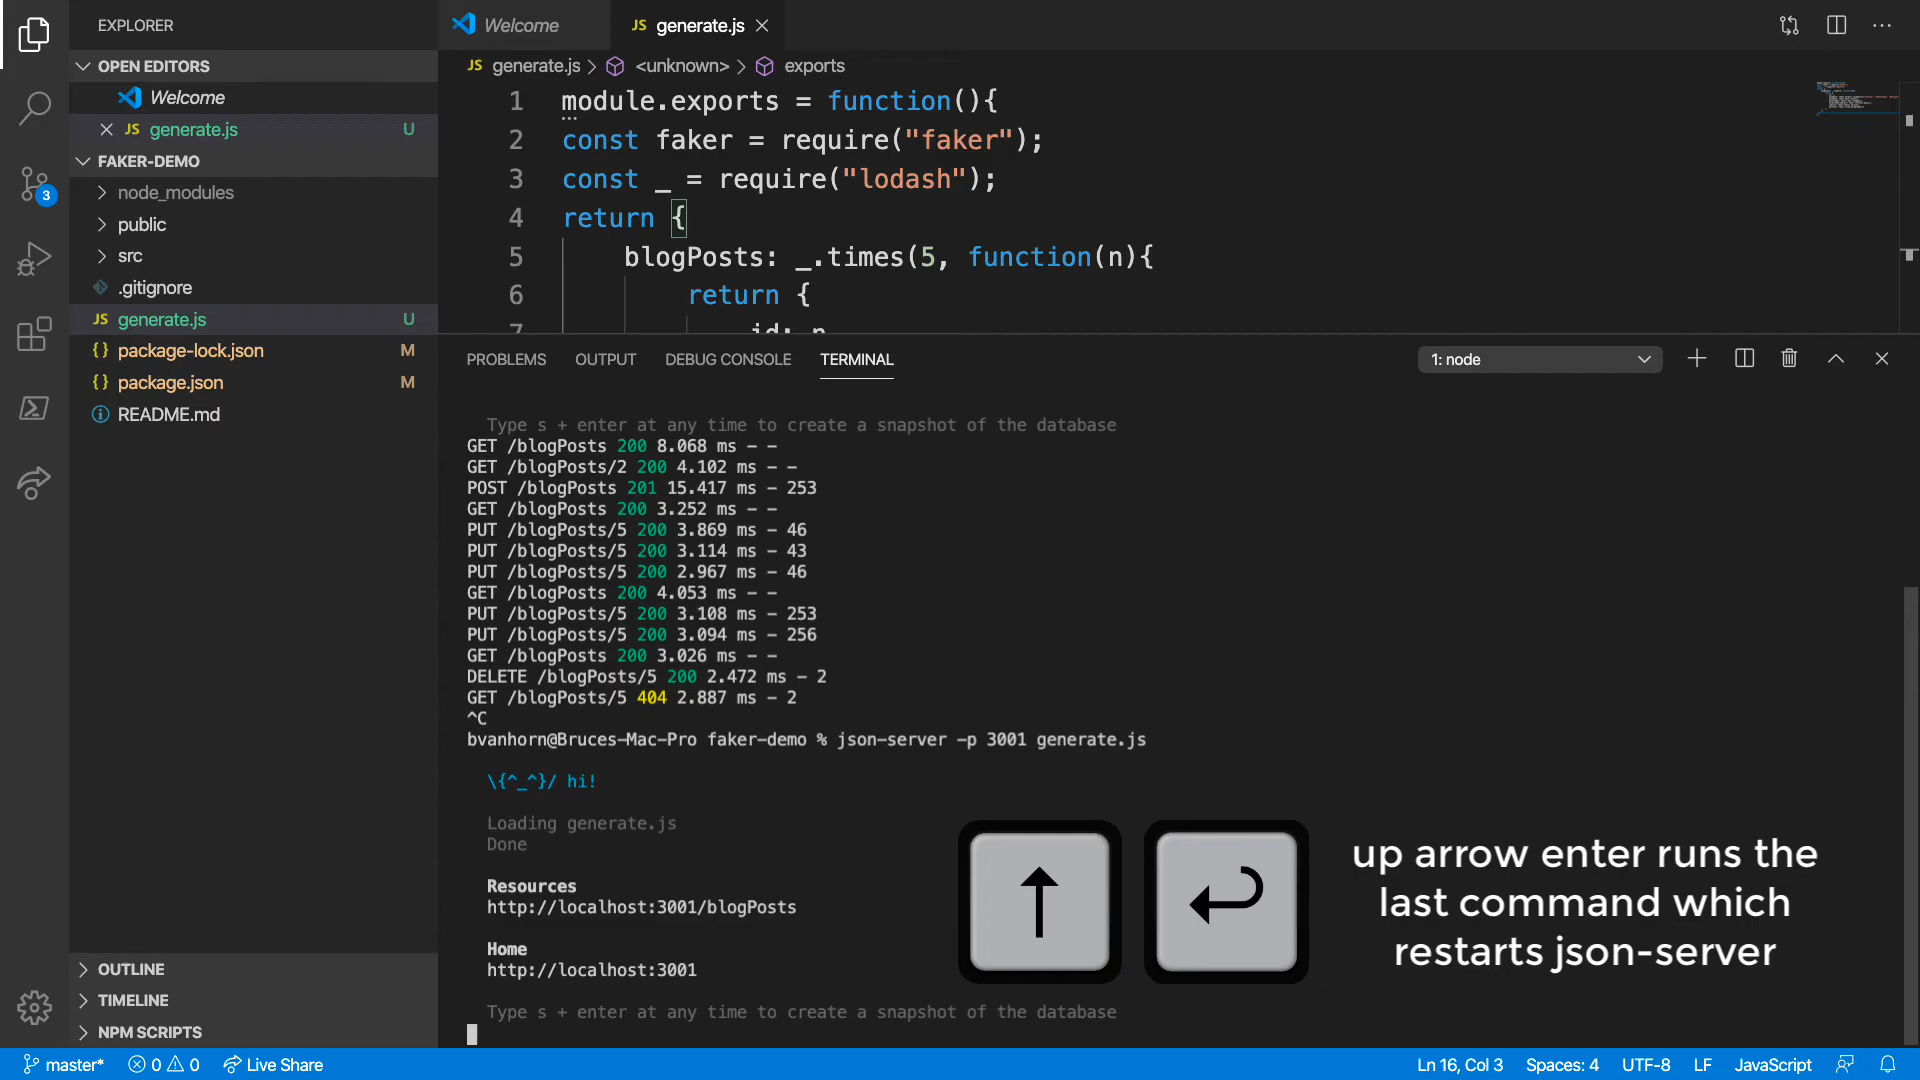 EXPLORER
OPEN EDITORS
Welcome
JS generate.js U
FAKER-DEMO
node_modules
public
src
.gitignore
JS generate.js U
{} package-lock.json M
{} package.json M
README.md
OUTLINE
TIMELINE
NPM SCRIPTS
3
Welcome
JS generate.js
JS generate.js > <unknown> > exports
1 module.exports = function(){
2 const faker = require("faker");
3 const _ = require("lodash");
4 return {
5 blogPosts: _.times(5, function(n){
6 return {
7 id: n
PROBLEMS OUTPUT DEBUG CONSOLE TERMINAL
1: node
Type s + enter at any time to create a snapshot of the database
GET /blogPosts 200 8.068 ms - -
GET /blogPosts/2 200 4.102 ms - -
POST /blogPosts 201 15.417 ms - 253
GET /blogPosts 200 3.252 ms - -
PUT /blogPosts/5 200 3.869 ms - 46
PUT /blogPosts/5 200 3.114 ms - 43
PUT /blogPosts/5 200 2.967 ms - 46
GET /blogPosts 200 4.053 ms - -
PUT /blogPosts/5 200 3.108 ms - 253
PUT /blogPosts/5 200 3.094 ms - 256
GET /blogPosts 200 3.026 ms - -
DELETE /blogPosts/5 200 2.472 ms - 2
GET /blogPosts/5 404 2.887 ms - 2
^C
bvanhorn@Bruces-Mac-Pro faker-demo % json-server -p 3001 generate.js
\{^_^}/ hi!
Loading generate.js
Done
Resources
http://localhost:3001/blogPosts
Home
http://localhost:3001
Type s + enter at any time to create a snapshot of the database
up arrow enter runs the
last command which
restarts json-server
master* 0 0 Live Share Ln 16, Col 3 Spaces: 4 UTF-8 LF JavaScript